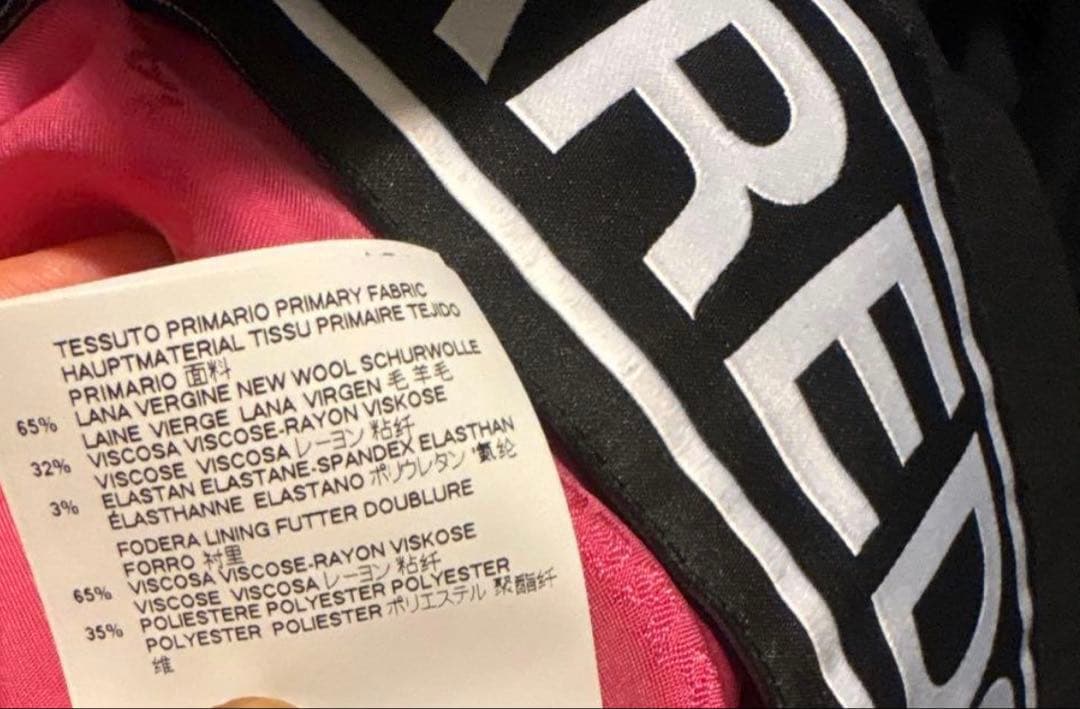 TESSUTO PRIMARIO PRIMARY FABRIC
HAUPTMATERIAL TISSU PRIMAIRE TEJIDO
PRIMARIO 面料
65% LANA VERGINE NEW WOOL SCHURWOLLE
LAINE VIERGE LANA VIRGEN 毛 羊毛
32% VISCOSA VISCOSE-RAYON VISKOSE
VISCOSE VISCOSA レーヨン 粘纤
3% ELASTAN ELASTANE-SPANDEX ELASTHAN
ÉLASTHANNE ELASTANO ポリウレタン 氨纶
FODERA LINING FUTTER DOUBLURE
FORRO 衬里
65% VISCOSA VISCOSE-RAYON VISKOSE
VISCOSE VISCOSA レーヨン 粘纤
35% POLIESTERE POLYESTER POLYESTER
POLYESTER POLIESTER ポリエステル 聚酯纤
维
RED